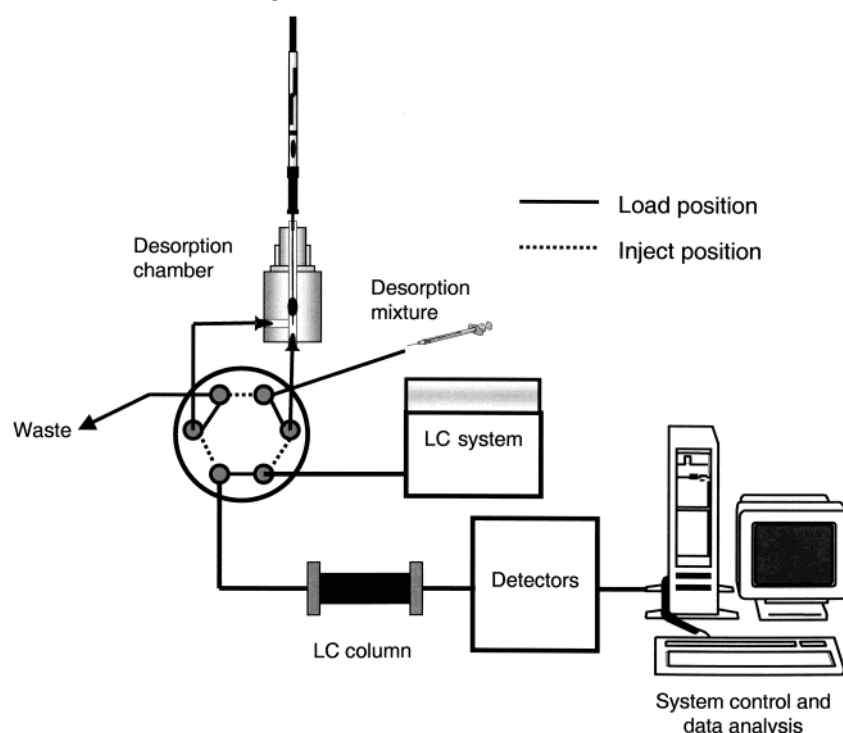 Load position
Desorption
chamber
Inject position
Desorption
mixture
Waste
LC system
Detectors
LC column
System control and
data analysis